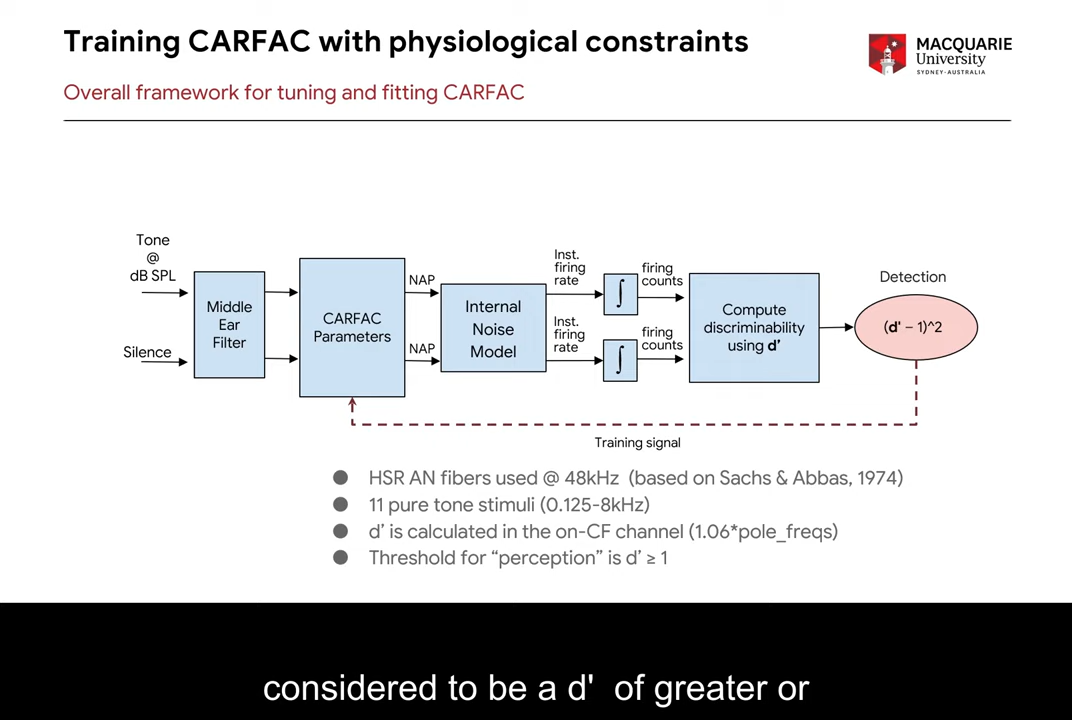 Training CARFAC with physiological constraints
MACQUARIE
University
SYDNEY-AUSTRALIA
Overall framework for tuning and fitting CARFAC
Tone
@
dB SPL
Silence
Middle
Ear
Filter
CARFAC
Parameters
NAP
NAP
Internal
Noise
Model
Inst.
firing
rate
Inst.
firing
rate
∫
∫
firing
counts
firing
counts
Compute
discriminability
using d'
Detection
(d' – 1)^2
Training signal
● HSR AN fibers used @ 48kHz (based on Sachs & Abbas, 1974)
● 11 pure tone stimuli (0.125-8kHz)
● d' is calculated in the on-CF channel (1.06*pole_freqs)
● Threshold for “perception” is d' ≥ 1
considered to be a d' of greater or